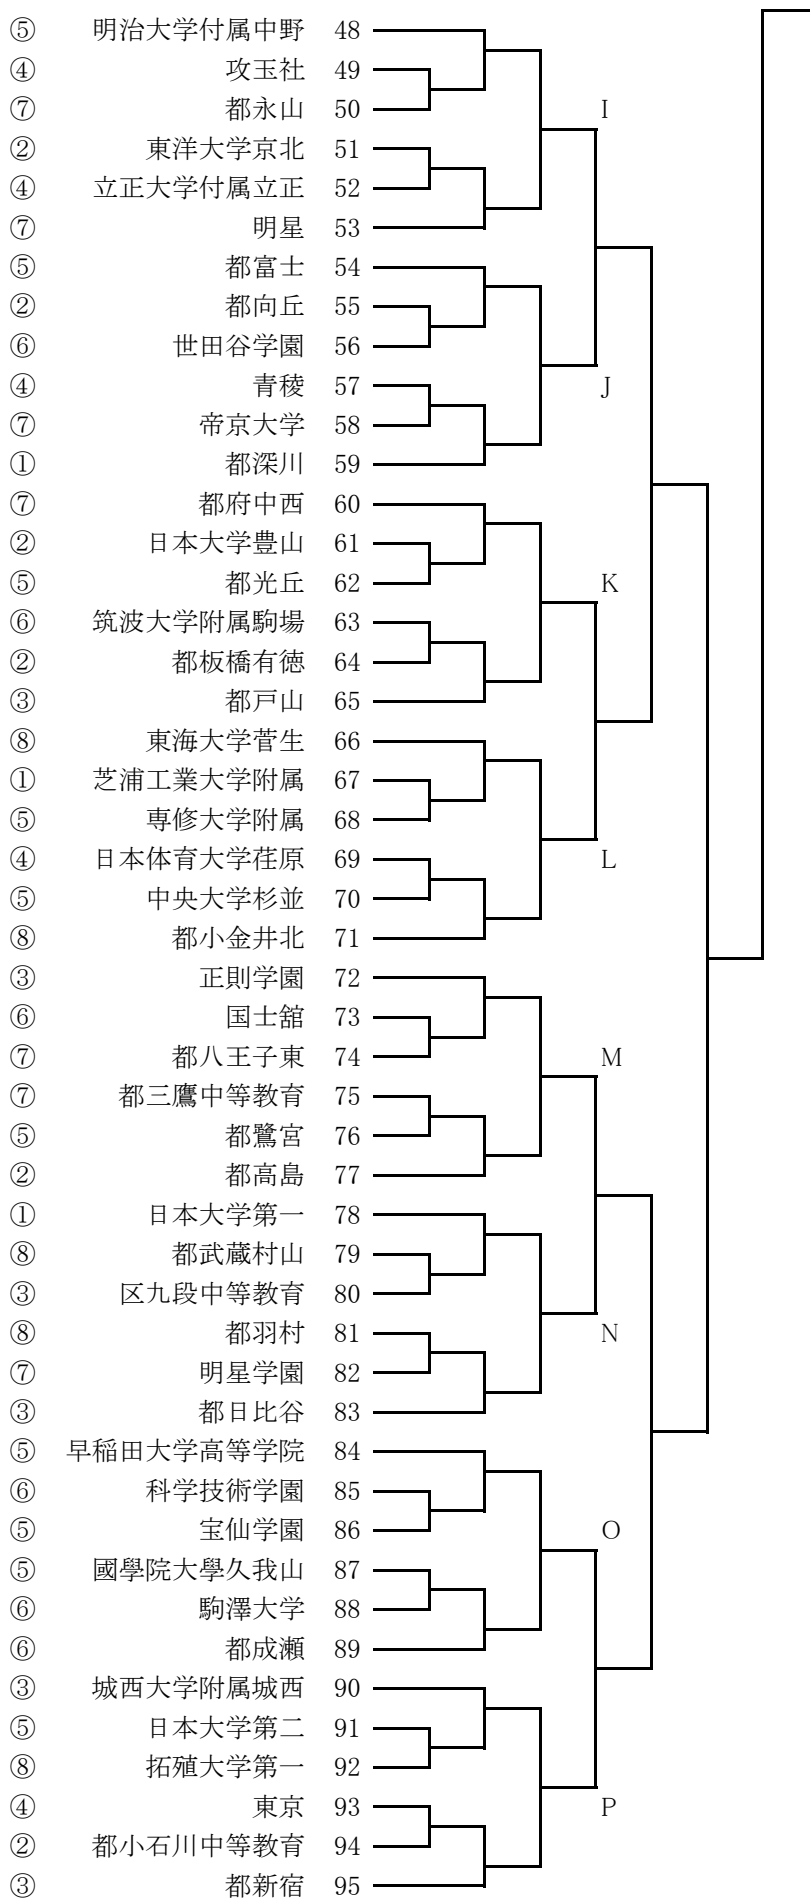 ⑤ 明治大学付属中野 48
④ 攻玉社 49
⑦ 都永山 50 I
② 東洋大学京北 51
④ 立正大学付属立正 52
⑦ 明星 53
⑤ 都富士 54
② 都向丘 55
⑥ 世田谷学園 56
④ 青稜 57 J
⑦ 帝京大学 58
① 都深川 59
⑦ 都府中西 60
② 日本大学豊山 61
⑤ 都光丘 62 K
⑥ 筑波大学附属駒場 63
② 都板橋有徳 64
③ 都戸山 65
⑧ 東海大学菅生 66
① 芝浦工業大学附属 67
⑤ 専修大学附属 68
④ 日本体育大学荏原 69 L
⑤ 中央大学杉並 70
⑧ 都小金井北 71
③ 正則学園 72
⑥ 国士舘 73
⑦ 都八王子東 74 M
⑦ 都三鷹中等教育 75
⑤ 都鷺宮 76
② 都高島 77
① 日本大学第一 78
⑧ 都武蔵村山 79
③ 区九段中等教育 80
⑧ 都羽村 81 N
⑦ 明星学園 82
③ 都日比谷 83
⑤ 早稲田大学高等学院 84
⑥ 科学技術学園 85
⑤ 宝仙学園 86 O
⑤ 國學院大學久我山 87
⑥ 駒澤大学 88
⑥ 都成瀬 89
③ 城西大学附属城西 90
⑤ 日本大学第二 91
⑧ 拓殖大学第一 92
④ 東京 93 P
② 都小石川中等教育 94
③ 都新宿 95